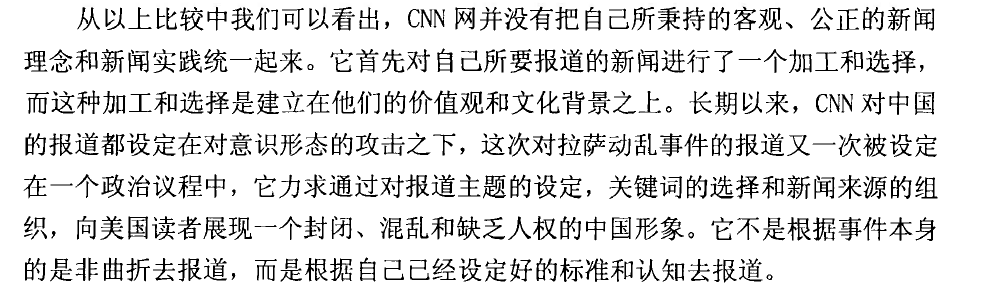 从以上比较中我们可以看出，CNN 网并没有把自己所秉持的客观、公正的新闻
理念和新闻实践统一起来。它首先对自己所要报道的新闻进行了一个加工和选择，
而这种加工和选择是建立在他们的价值观和文化背景之上。长期以来，CNN 对中国
的报道都设定在对意识形态的攻击之下，这次对拉萨动乱事件的报道又一次被设定
在一个政治议程中，它力求通过对报道主题的设定，关键词的选择和新闻来源的组
织，向美国读者展现一个封闭、混乱和缺乏人权的中国形象。它不是根据事件本身
的是非曲折去报道，而是根据自己已经设定好的标准和认知去报道。